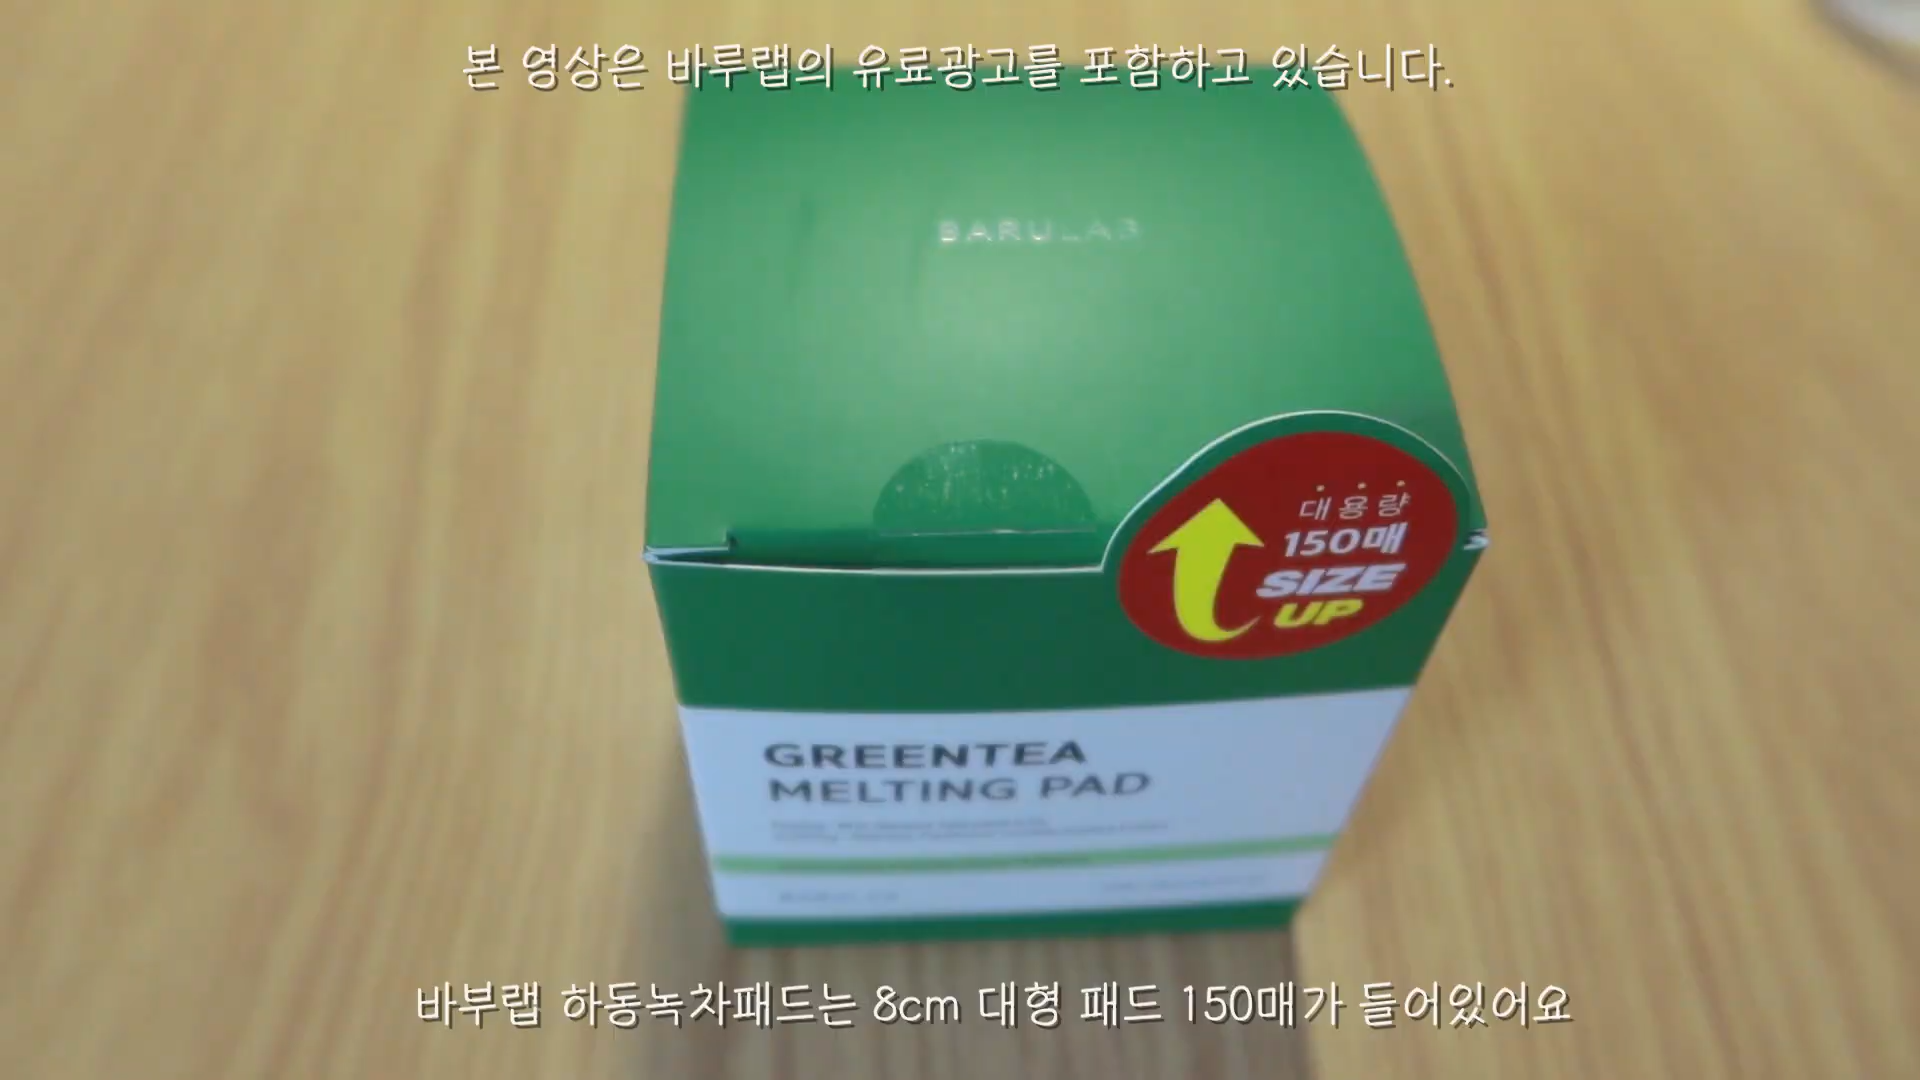 본 영상은 바루랩의 유료광고를 포함하고 있습니다.
BARULAB
대용량
150매
SIZE
UP
GREENTEA
MELTING PAD
바부랩 하동녹차패드는 8cm 대형 패드 150매가 들어있어요